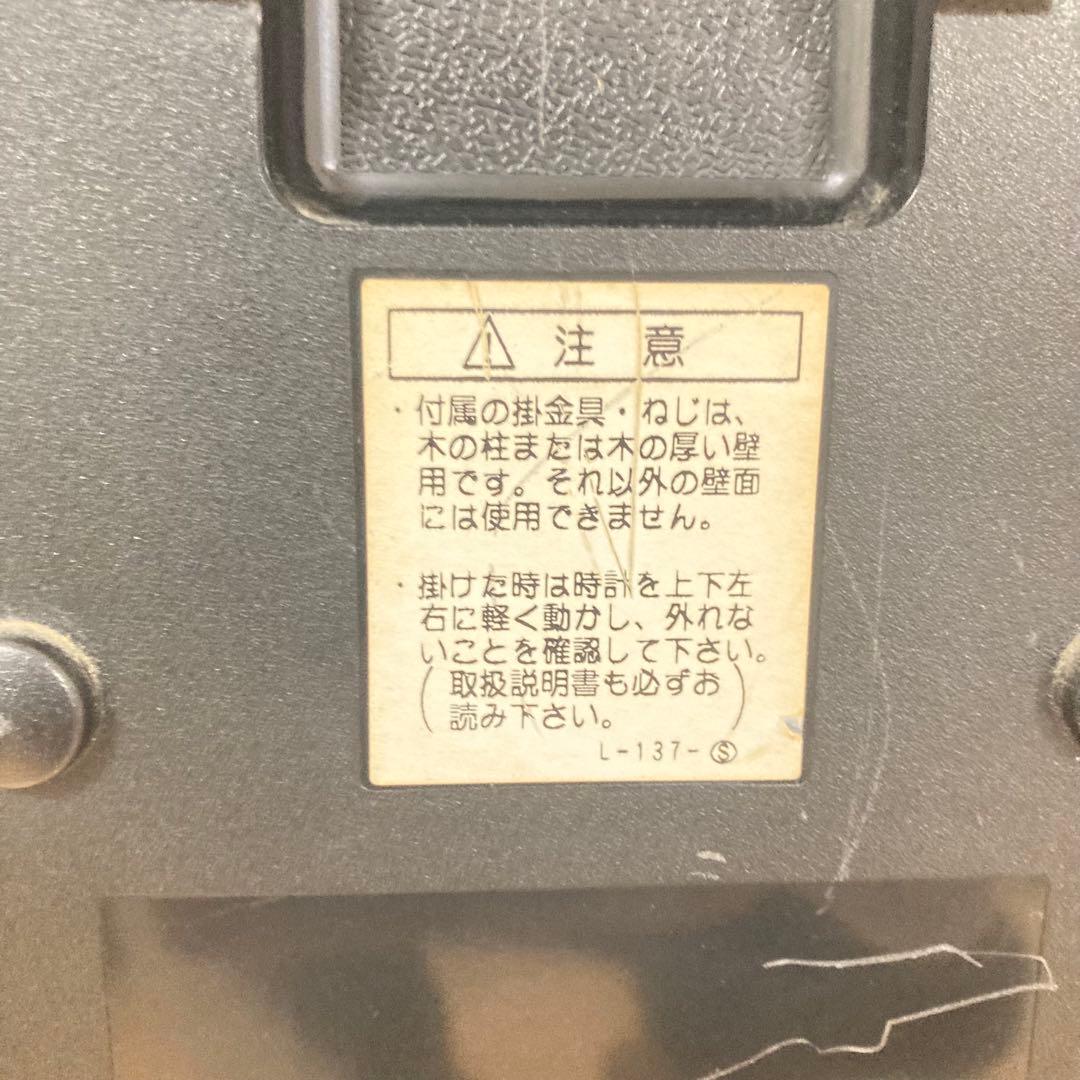 注意
・付属の掛金具・ねじは、
木の柱または木の厚い壁
用です。それ以外の壁面
には使用できません。
・掛けた時は時計を上下左
右に軽く動かし、外れな
いことを確認して下さい。
(取扱説明書も必ずお
読み下さい。)
L-137-Ⓢ